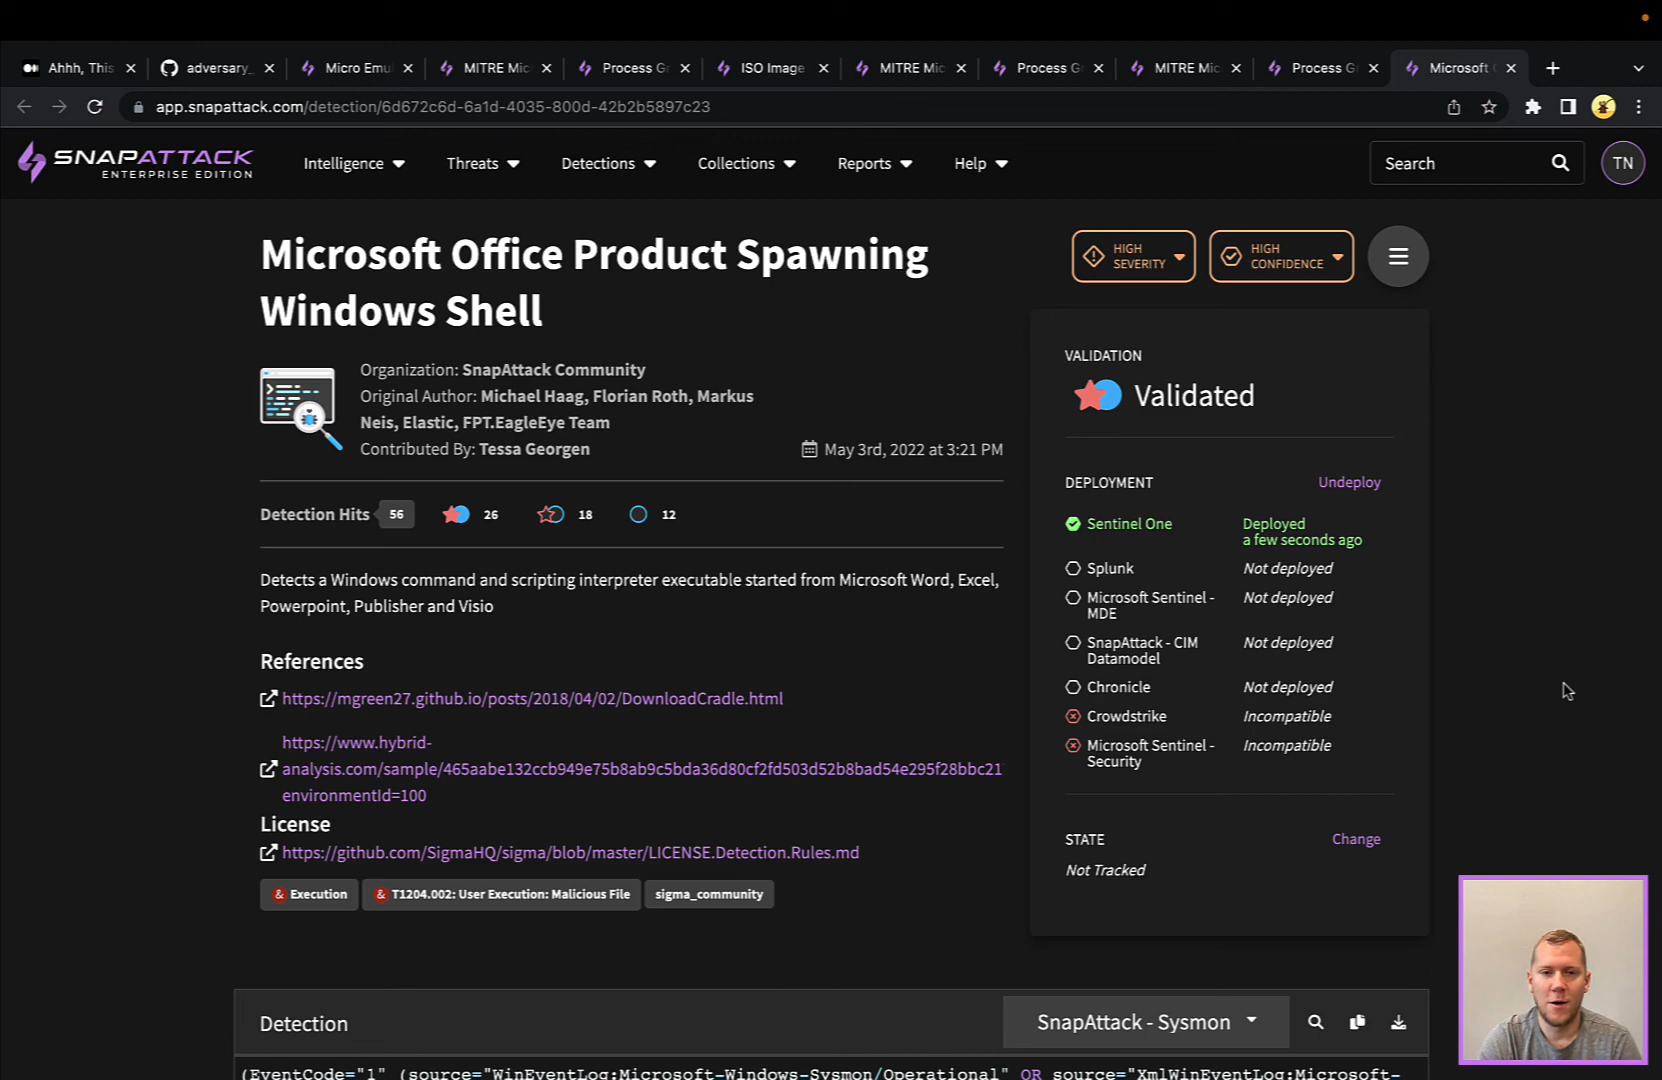 Ahhh, This
adversary_
Micro Emu
MITRE Mic
Process Gr
ISO Image
MITRE Mic
Process Gr
MITRE Mic
Process Gr
Microsoft
app.snapattack.com/detection/6d672c6d-6a1d-4035-800d-42b2b5897c23
SNAPATTACK
ENTERPRISE EDITION
Intelligence
Threats
Detections
Collections
Reports
Help
Search
TN
Microsoft Office Product Spawning
Windows Shell
HIGH
SEVERITY
HIGH
CONFIDENCE
Organization: SnapAttack Community
Original Author: Michael Haag, Florian Roth, Markus
Neis, Elastic, FPT.EagleEye Team
Contributed By: Tessa Georgen
May 3rd, 2022 at 3:21 PM
Detection Hits 56 26 18 12
Detects a Windows command and scripting interpreter executable started from Microsoft Word, Excel,
Powerpoint, Publisher and Visio
References
https://mgreen27.github.io/posts/2018/04/02/DownloadCradle.html
https://www.hybrid-
analysis.com/sample/465aabe132ccb949e75b8ab9c5bda36d80cf2fd503d52b8bad54e295f28bbc21
environmentId=100
License
https://github.com/SigmaHQ/sigma/blob/master/LICENSE.Detection.Rules.md
Execution
T1204.002: User Execution: Malicious File
sigma_community
VALIDATION
Validated
DEPLOYMENT Undeploy
Sentinel One Deployed
a few seconds ago
Splunk Not deployed
Microsoft Sentinel - Not deployed
MDE
SnapAttack - CIM Not deployed
Datamodel
Chronicle Not deployed
Crowdstrike Incompatible
Microsoft Sentinel - Incompatible
Security
STATE Change
Not Tracked
Detection
SnapAttack - Sysmon
(EventCode="1" (source="WinEventLog:Microsoft-Windows-Sysmon/Operational" OR source="XmlWinEventLog:Microsoft-